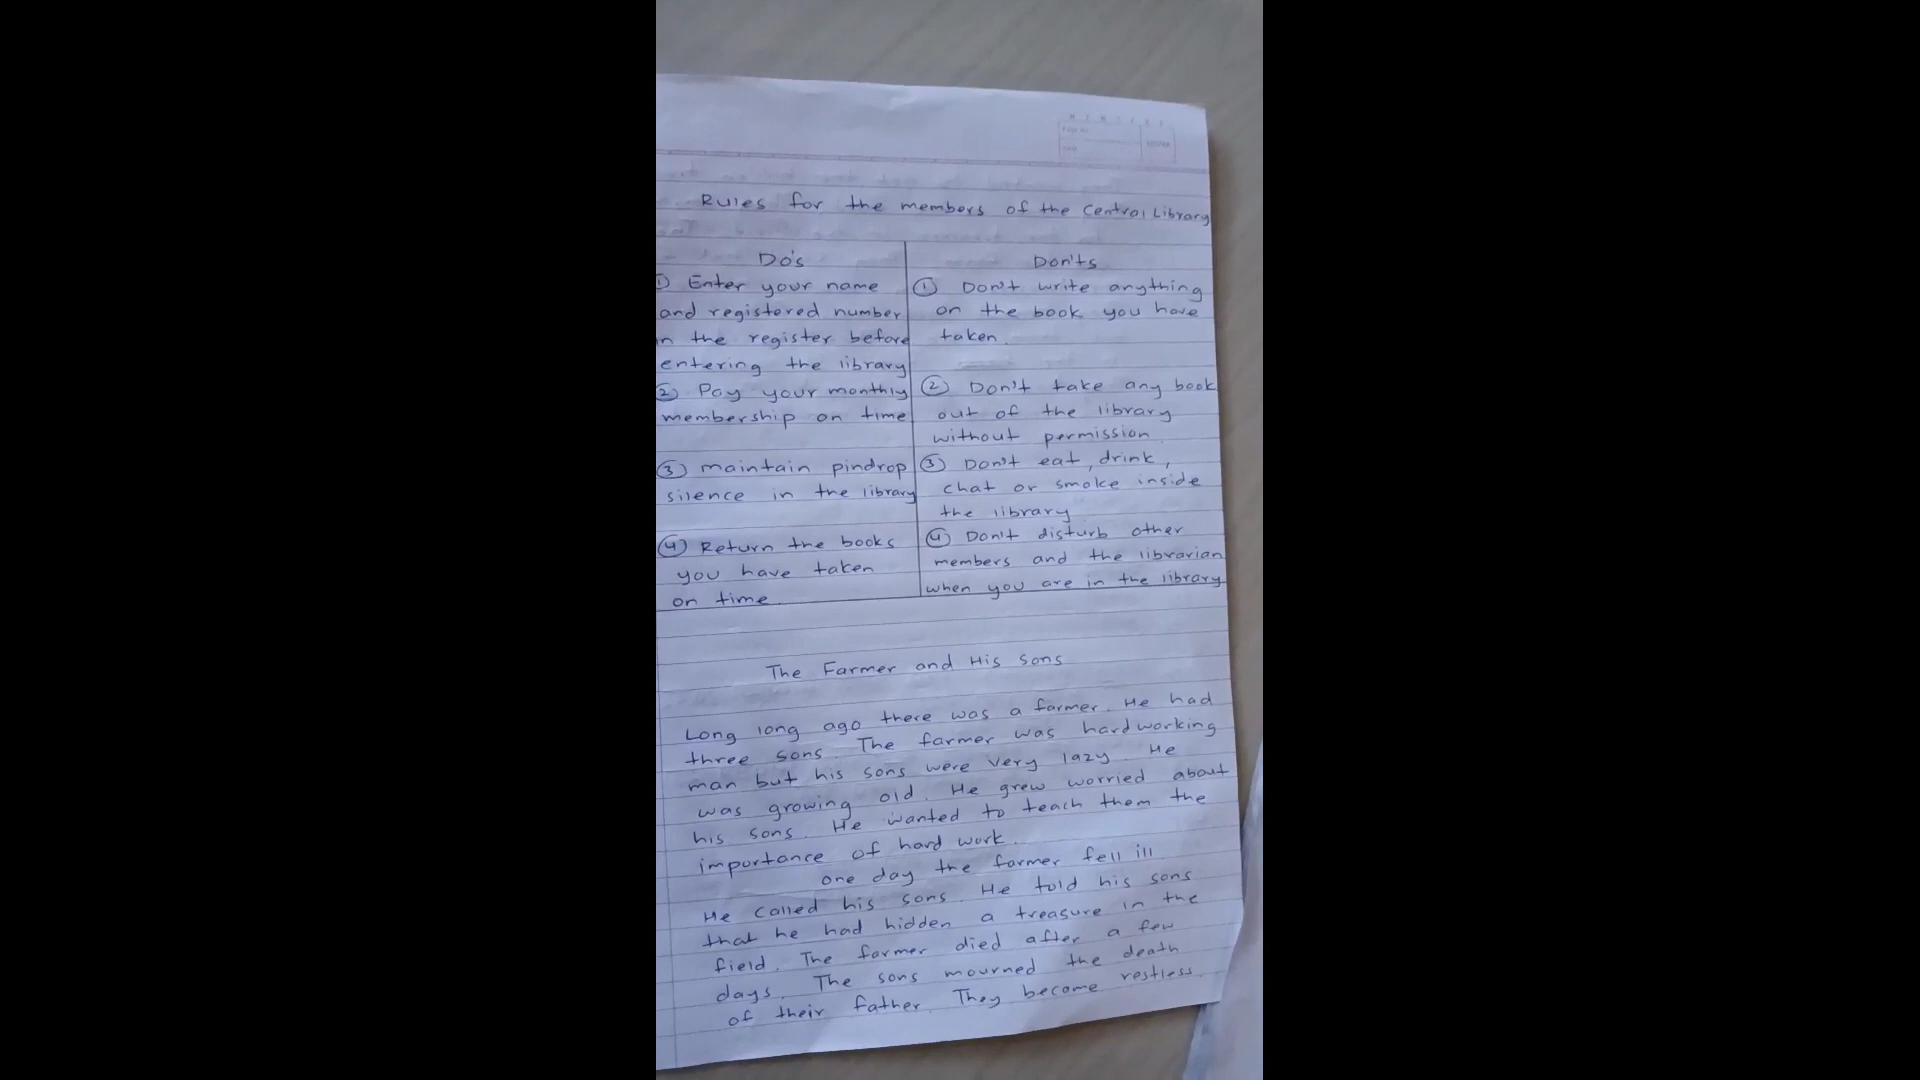 Rules for the members of the Central Library
Do's
① Enter your name
and registered number
in the register before
entering the library
② Pay your monthly
membership on time
③ maintain pindrop
silence in the library
④ Return the books
you have taken
on time.
Don'ts
① Don't write anything
on the book you have
taken.
② Don't take any book
out of the library
without permission.
③ Don't eat, drink,
chat or smoke inside
the library
④ Don't disturb other
members and the librarian
when you are in the library
The Farmer and His Sons
Long long ago there was a farmer. He had
three sons. The farmer was hardworking
man but his sons were very lazy. He
was growing old. He grew worried about
his sons. He wanted to teach them the
importance of hard work.
one day the farmer fell ill.
He called his sons. He told his sons
that he had hidden a treasure in the
field. The farmer died after a few
days. The sons mourned the death
of their father. They become restless.